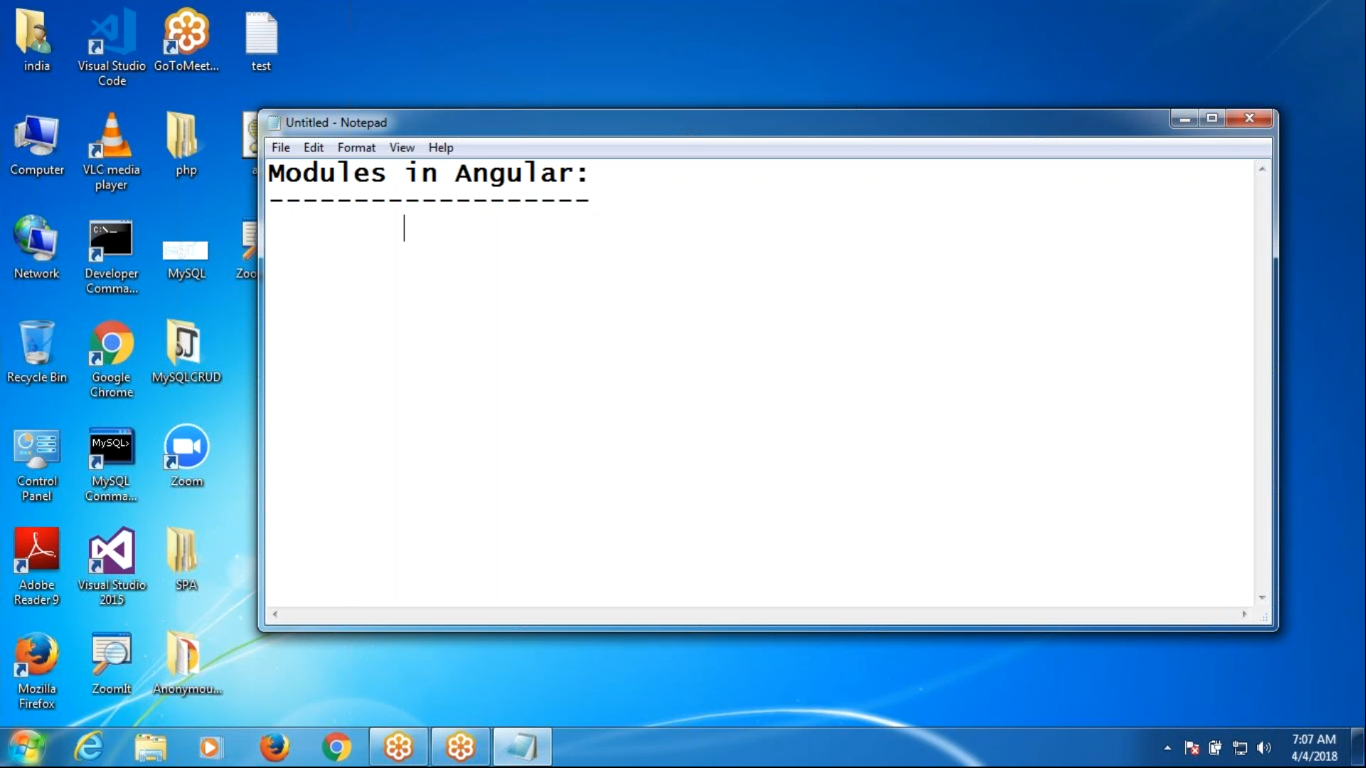 india
Visual Studio
Code
GoToMeet...
test
Computer
VLC media
player
php
Network
Developer
Comma...
MySQL
Zoo
Recycle Bin
Google
Chrome
MySQLCRUD
Control
Panel
MySQL>
MySQL
Comma...
Zoom
Adobe
Reader 9
Visual Studio
2015
SPA
Mozilla
Firefox
ZoomIt
Anonymou...
Untitled - Notepad
File Edit Format View Help
Modules in Angular:
-------------------
7:07 AM
4/4/2018